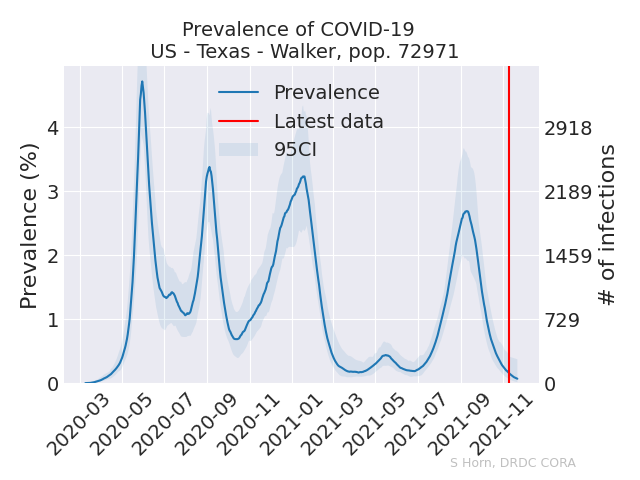 Prevalence of COVID-19
US - Texas - Walker, pop. 72971
Prevalence
Latest data
95CI
Prevalence (%)
4
3
2
1
0
2918
2189
1459
729
0
# of infections
2020-03
2020-05
2020-07
2020-09
2020-11
2021-01
2021-03
2021-05
2021-07
2021-09
2021-11
S Horn, DRDC CORA